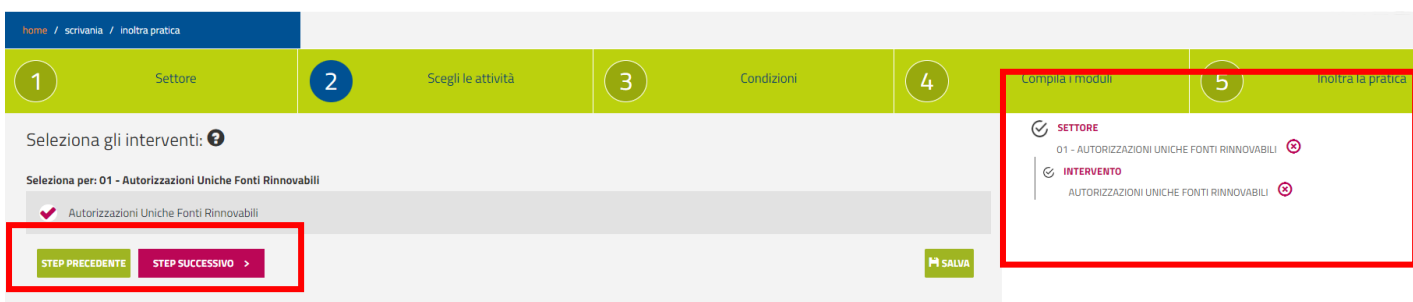 home / scrivania / inoltra pratica
1 Settore 2 Scegli le attività 3 Condizioni 4 Compila i moduli 5 Inoltra la pratica
Seleziona gli interventi: ?
Seleziona per: 01 - Autorizzazioni Uniche Fonti Rinnovabili
Autorizzazioni Uniche Fonti Rinnovabili
STEP PRECEDENTE STEP SUCCESSIVO > SALVA
SETTORE
01 - AUTORIZZAZIONI UNICHE FONTI RINNOVABILI
INTERVENTO
AUTORIZZAZIONI UNICHE FONTI RINNOVABILI